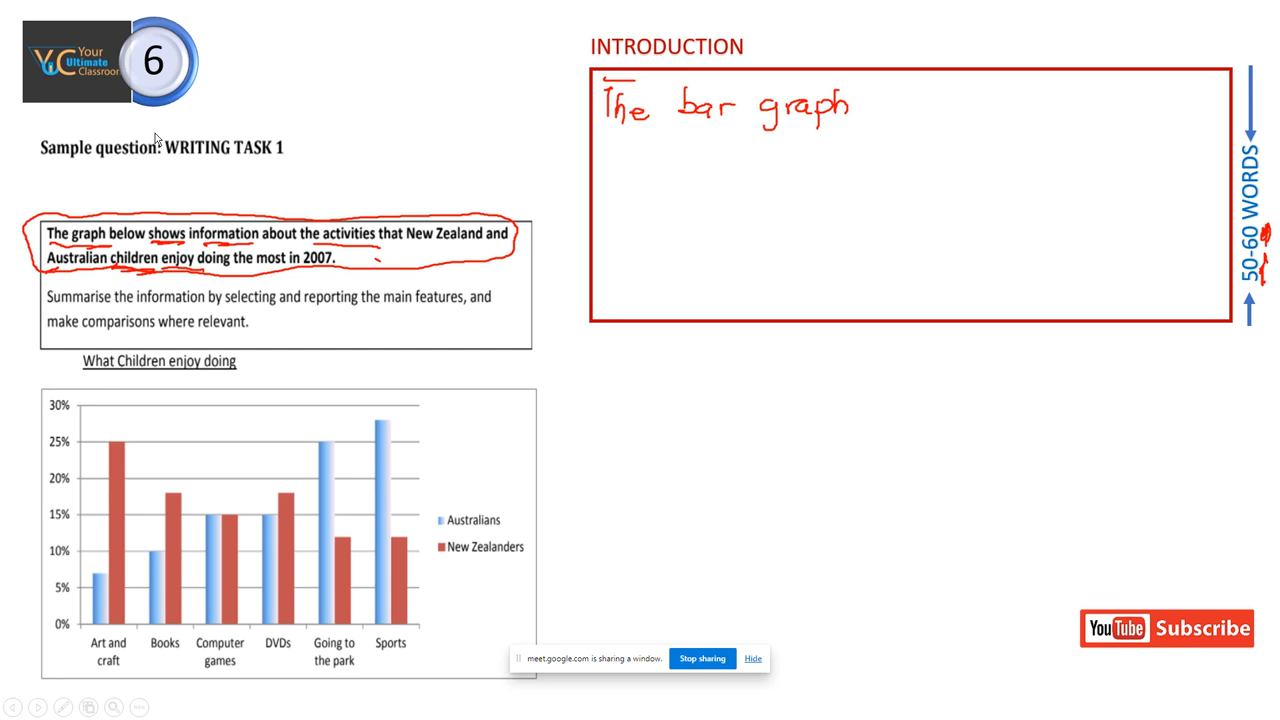 Your
Ultimate
Classroom
6
INTRODUCTION
The bar graph
50-60 WORDS
Sample question: WRITING TASK 1
The graph below shows information about the activities that New Zealand and
Australian children enjoy doing the most in 2007.
Summarise the information by selecting and reporting the main features, and
make comparisons where relevant.
What Children enjoy doing
30%
25%
20%
15%
10%
5%
0%
Art and
craft
Books
Computer
games
DVDs
Going to
the park
Sports
Australians
New Zealanders
meet.google.com is sharing a window.
Stop sharing
Hide
YouTube Subscribe